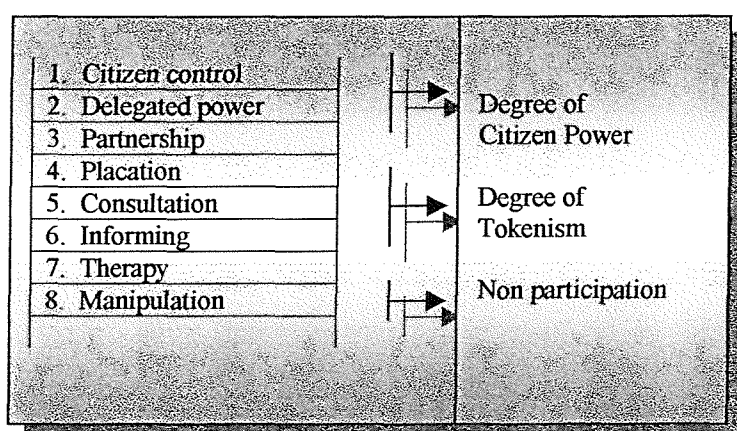 1. Citizen control
2. Delegated power
3. Partnership
4. Placation
5. Consultation
6. Informing
7. Therapy
8. Manipulation
Degree of
Citizen Power
Degree of
Tokenism
Non participation